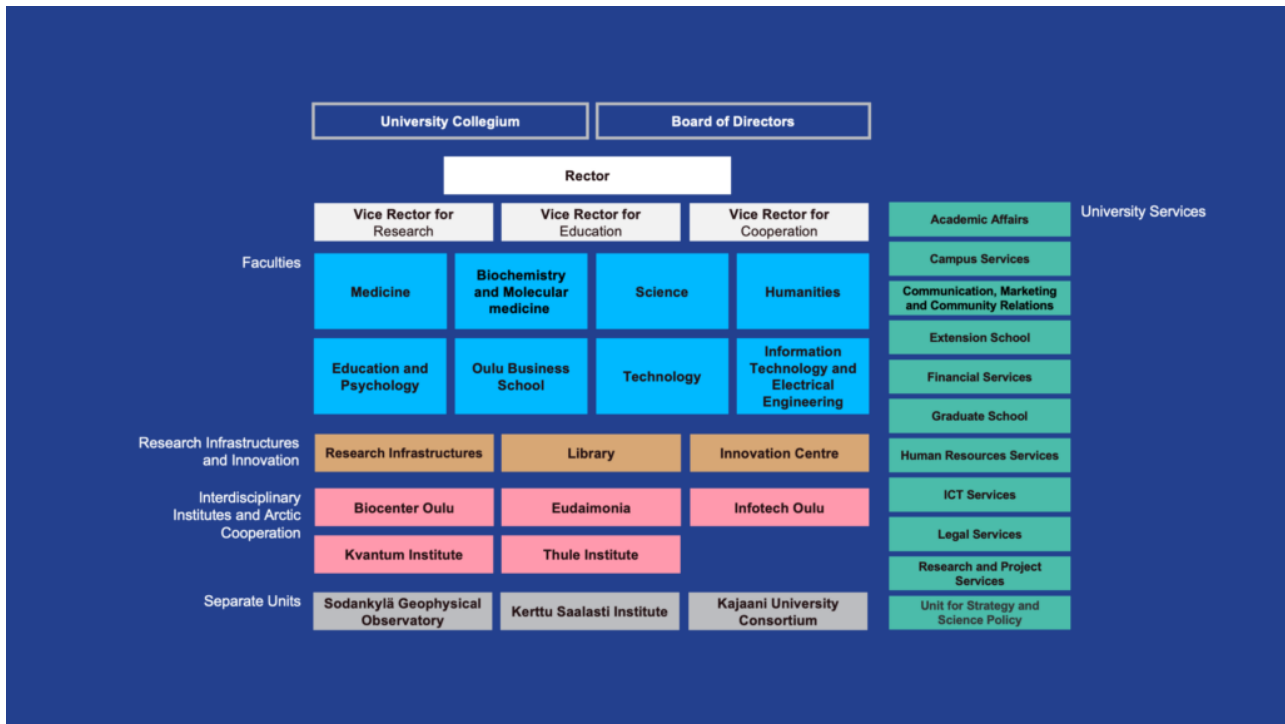 University Collegium
Board of Directors
Rector
Vice Rector for
Research
Vice Rector for
Education
Vice Rector for
Cooperation
Faculties
Medicine
Biochemistry
and Molecular
medicine
Science
Humanities
Education and
Psychology
Oulu Business
School
Technology
Information
Technology and
Electrical
Engineering
Research Infrastructures
and Innovation
Research Infrastructures
Library
Innovation Centre
Interdisciplinary
Institutes and Arctic
Cooperation
Biocenter Oulu
Eudaimonia
Infotech Oulu
Kvantum Institute
Thule Institute
Separate Units
Sodankylä Geophysical
Observatory
Kerttu Saalasti Institute
Kajaani University
Consortium
University Services
Academic Affairs
Campus Services
Communication, Marketing
and Community Relations
Extension School
Financial Services
Graduate School
Human Resources Services
ICT Services
Legal Services
Research and Project
Services
Unit for Strategy and
Science Policy